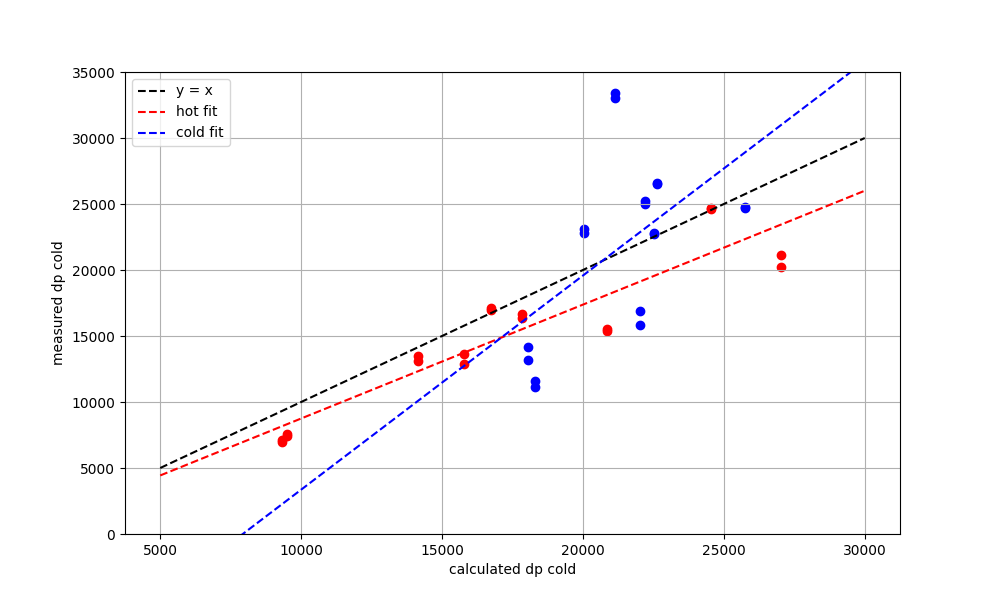 35000
30000
25000
20000
15000
10000
5000
0
measured dp cold
y = x
hot fit
cold fit
5000 10000 15000 20000 25000 30000
calculated dp cold